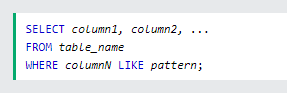 SELECT column1, column2, ...
FROM table_name
WHERE columnN LIKE pattern;